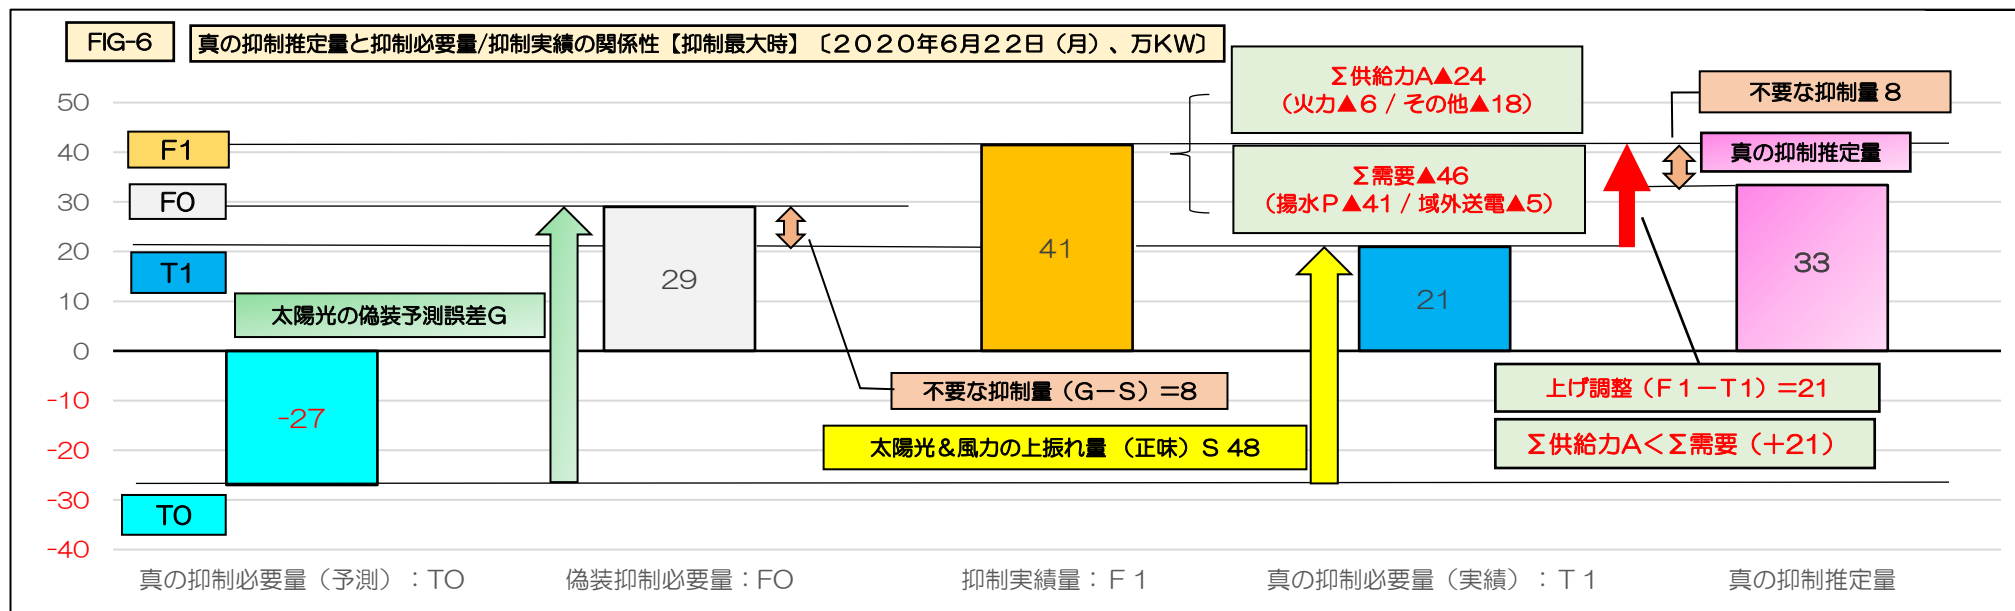 FIG-6
真の抑制推定量と抑制必要量/抑制実績の関係性【抑制最大時】〔2020年6月22日(月)、万KW〕
Σ供給力A▲24
(火力▲6 / その他▲18)
不要な抑制量 8
50
F1
40
真の抑制推定量
Σ需要▲46
(揚水P▲41 / 域外送電▲5)
F0
30
20
T1
41
29
33
21
10
太陽光の偽装予測誤差G
0
不要な抑制量(G-S)=8
上げ調整(F1-T1)=21
-10
-27
太陽光&風力の上振れ量 (正味)S 48
Σ供給力A<Σ需要(+21)
-20
-30
T0
-40
真の抑制必要量(予測):T0
偽装抑制必要量:F0
抑制実績量:F1
真の抑制必要量(実績):T1
真の抑制推定量